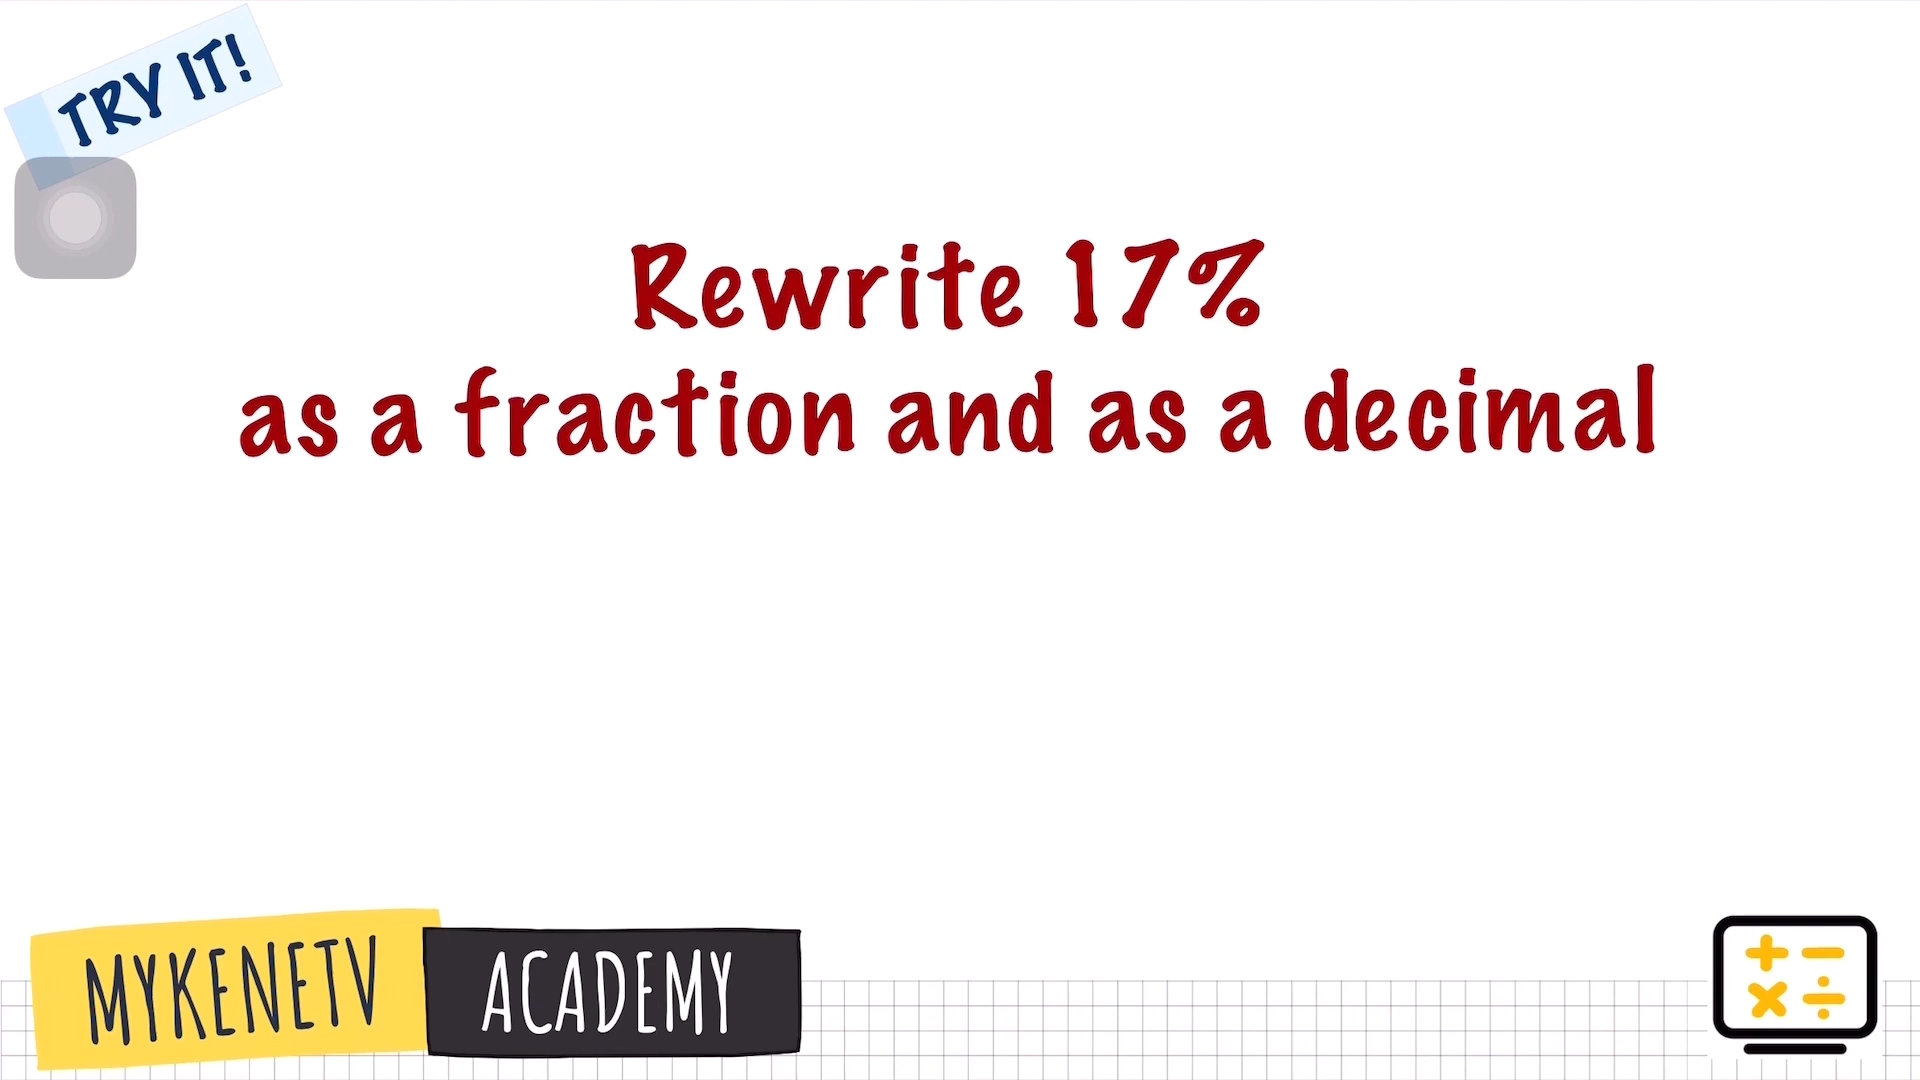 TRY IT!
Rewrite 17%
as a fraction and as a decimal
MYKENETV ACADEMY